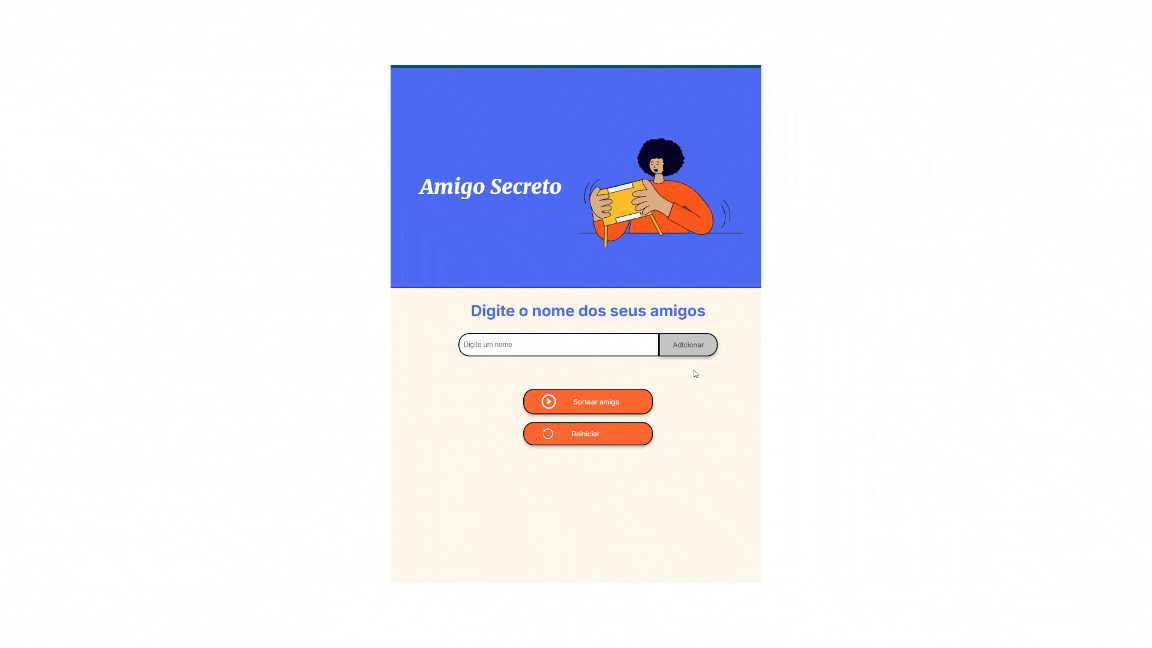 Amigo Secreto
Digite o nome dos seus amigos
Digite um nome
Adicionar
Sortear amigo
Reiniciar